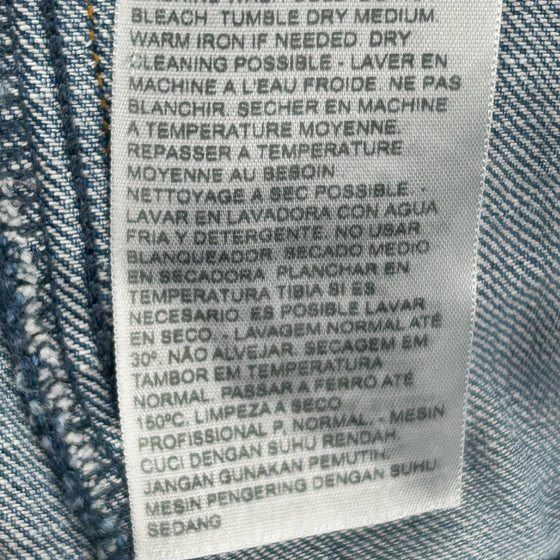 BLEACH. TUMBLE DRY MEDIUM.
WARM IRON IF NEEDED. DRY
CLEANING POSSIBLE - LAVER EN
MACHINE A L'EAU FROIDE. NE PAS
BLANCHIR. SECHER EN MACHINE
A TEMPERATURE MOYENNE.
REPASSER A TEMPERATURE
MOYENNE AU BESOIN
NETTOYAGE A SEC POSSIBLE. -
LAVAR EN LAVADORA CON AGUA
FRIA Y DETERGENTE. NO USAR
BLANQUEADOR. SECADO MEDIO
EN SECADORA. PLANCHAR EN
TEMPERATURA TIBIA SI ES
NECESARIO. ES POSIBLE LAVAR
EN SECO. - LAVAGEM NORMAL ATÉ
30º. NÃO ALVEJAR. SECAGEM EM
TAMBOR EM TEMPERATURA
NORMAL. PASSAR A FERRO ATÉ
150ºC. LIMPEZA A SECO
PROFISSIONAL P, NORMAL. - MESIN
CUCI DENGAN SUHU RENDAH.
JANGAN GUNAKAN PEMUTIH.
MESIN PENGERING DENGAN SUHU
SEDANG